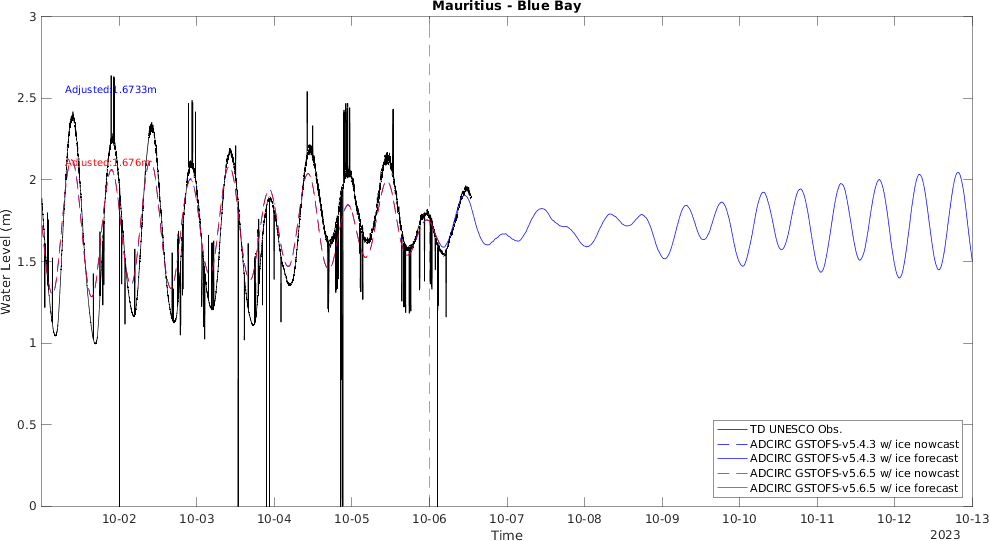 Mauritius - Blue Bay
3
2.5
2
1.5
1
0.5
0
Water Level (m)
Adjusted:1.6733m
Adjusted:1.676m
TD UNESCO Obs.
ADCIRC GSTOFS-v5.4.3 w/ ice nowcast
ADCIRC GSTOFS-v5.4.3 w/ ice forecast
ADCIRC GSTOFS-v5.6.5 w/ ice nowcast
ADCIRC GSTOFS-v5.6.5 w/ ice forecast
10-02 10-03 10-04 10-05 10-06 10-07 10-08 10-09 10-10 10-11 10-12 10-13
Time
2023